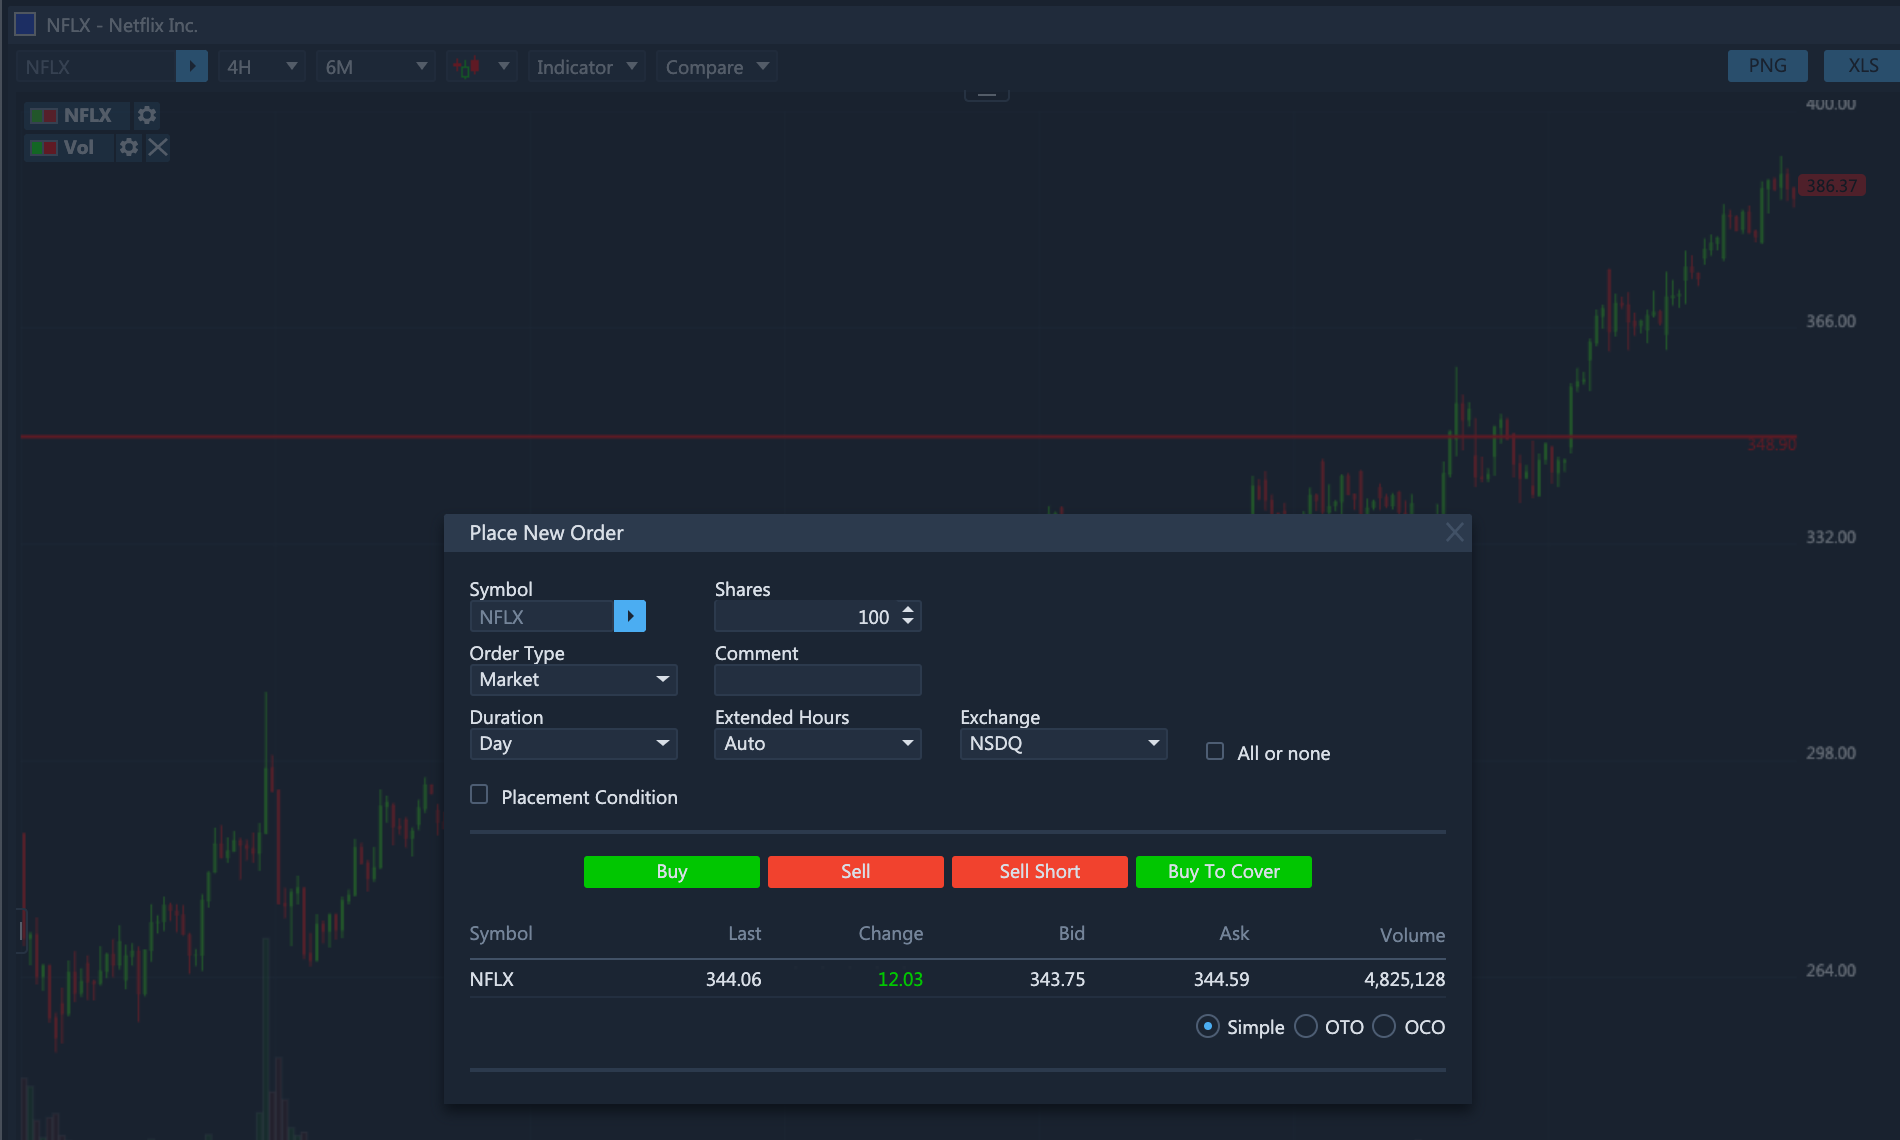 NFLX - Netflix Inc.
NFLX 4H 6M Indicator Compare PNG XLS
NFLX
Vol
400.00
386.37
366.00
348.90
332.00
298.00
264.00
Place New Order
Symbol Shares
NFLX 100
Order Type Comment
Market
Duration Extended Hours Exchange
Day Auto NSDQ All or none
Placement Condition
Buy Sell Sell Short Buy To Cover
Symbol Last Change Bid Ask Volume
NFLX 344.06 12.03 343.75 344.59 4,825,128
Simple OTO OCO